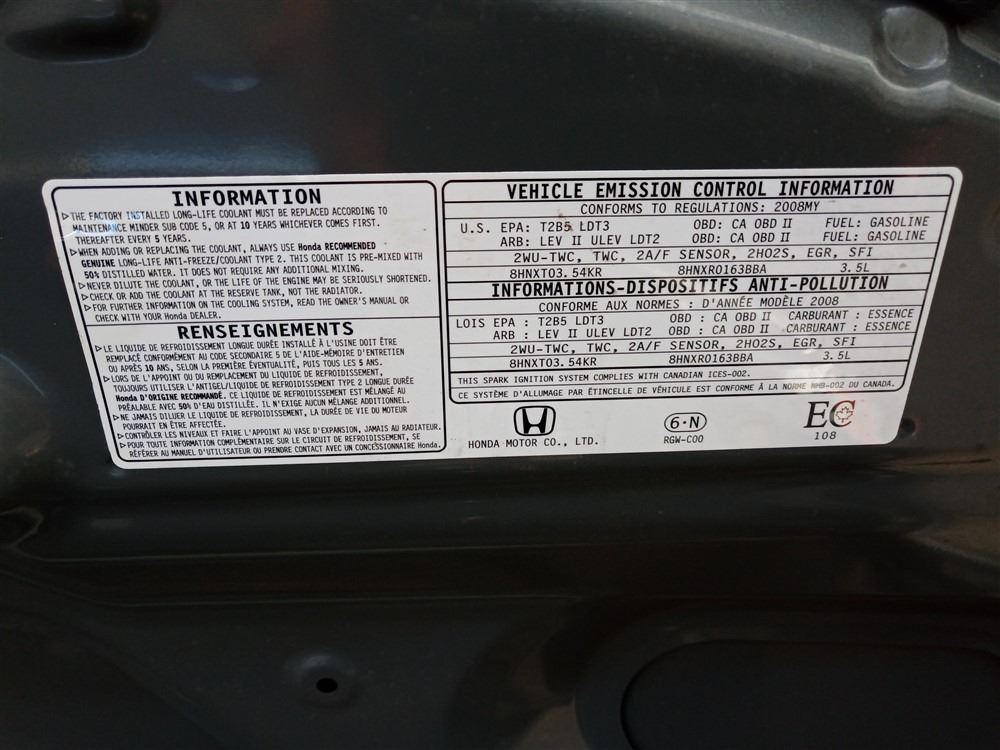 INFORMATION
▷THE FACTORY INSTALLED LONG-LIFE COOLANT MUST BE REPLACED ACCORDING TO
MAINTENANCE MINDER SUB CODE 5, OR AT 10 YEARS WHICHEVER COMES FIRST.
THEREAFTER EVERY 5 YEARS.
▷WHEN ADDING OR REPLACING THE COOLANT, ALWAYS USE Honda RECOMMENDED
GENUINE LONG-LIFE ANTI-FREEZE/COOLANT TYPE 2. THIS COOLANT IS PRE-MIXED WITH
50% DISTILLED WATER. IT DOES NOT REQUIRE ANY ADDITIONAL MIXING.
▷NEVER DILUTE THE COOLANT, OR THE LIFE OF THE ENGINE MAY BE SERIOUSLY SHORTENED.
▷CHECK OR ADD THE COOLANT AT THE RESERVE TANK, NOT THE RADIATOR.
▷FOR FURTHER INFORMATION ON THE COOLING SYSTEM, READ THE OWNER'S MANUAL OR
CHECK WITH YOUR Honda DEALER.
RENSEIGNEMENTS
▷LE LIQUIDE DE REFROIDISSEMENT LONGUE DURÉE INSTALLÉ À L'USINE DOIT ÊTRE
REMPLACÉ CONFORMÉMENT AU CODE SECONDAIRE 5 DE L'AIDE-MÉMOIRE D'ENTRETIEN
OU APRÈS 10 ANS, SELON LA PREMIÈRE ÉVENTUALITÉ, PUIS TOUS LES 5 ANS.
▷LORS DE L'APPOINT OU DU REMPLACEMENT DU LIQUIDE DE REFROIDISSEMENT,
TOUJOURS UTILISER L'ANTIGEL/LIQUIDE DE REFROIDISSEMENT TYPE 2 LONGUE DURÉE
Honda D'ORIGINE RECOMMANDÉ. CE LIQUIDE DE REFROIDISSEMENT EST MÉLANGÉ AU
PRÉALABLE AVEC 50% D'EAU DISTILLÉE. IL N'EXIGE AUCUN MÉLANGE ADDITIONNEL.
▷NE JAMAIS DILUER LE LIQUIDE DE REFROIDISSEMENT, LA DURÉE DE VIE DU MOTEUR
POURRAIT EN ÊTRE AFFECTÉE.
▷CONTRÔLER LES NIVEAUX ET FAIRE L'APPOINT AU VASE D'EXPANSION, JAMAIS AU RADIATEUR.
▷POUR TOUTE INFORMATION COMPLÉMENTAIRE SUR LE CIRCUIT DE REFROIDISSEMENT, SE
RÉFÉRER AU MANUEL D'UTILISATEUR OU PRENDRE CONTACT AVEC UN CONCESSIONNAIRE Honda.
VEHICLE EMISSION CONTROL INFORMATION
CONFORMS TO REGULATIONS: 2008MY
U.S. EPA: T2B5 LDT3 OBD: CA OBD II FUEL: GASOLINE
ARB: LEV II ULEV LDT2 OBD: CA OBD II FUEL: GASOLINE
2WU-TWC, TWC, 2A/F SENSOR, 2HO2S, EGR, SFI
8HNXT03.54KR 8HNXR0163BBA 3.5L
INFORMATIONS-DISPOSITIFS ANTI-POLLUTION
CONFORME AUX NORMES : D'ANNÉE MODÈLE 2008
LOIS EPA : T2B5 LDT3 OBD : CA OBD II CARBURANT : ESSENCE
ARB : LEV II ULEV LDT2 OBD : CA OBD II CARBURANT : ESSENCE
2WU-TWC, TWC, 2A/F SENSOR, 2HO2S, EGR, SFI
8HNXT03.54KR 8HNXR0163BBA 3.5L
THIS SPARK IGNITION SYSTEM COMPLIES WITH CANADIAN ICES-002.
CE SYSTÈME D'ALLUMAGE PAR ÉTINCELLE DE VÉHICULE EST CONFORME À LA NORME NMB-002 DU CANADA.
HONDA MOTOR CO., LTD.
6·N
RGW-C00
EC
108